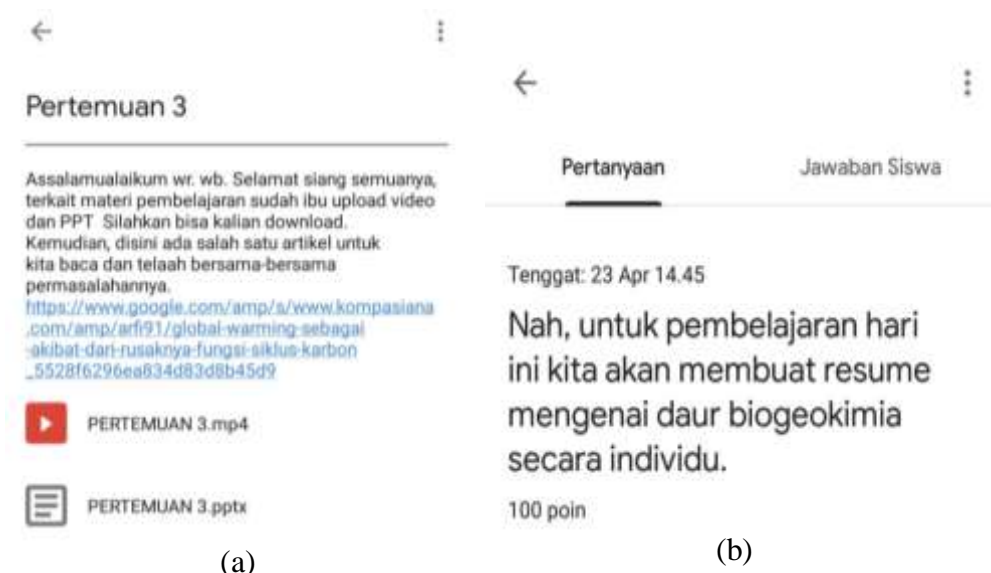 Pertemuan 3
Assalamualaikum wr. wb. Selamat siang semuanya,
terkait materi pembelajaran sudah ibu upload video
dan PPT Silahkan bisa kalian download.
Kemudian, disini ada salah satu artikel untuk
kita baca dan telaah bersama-bersama
permasalahannya.
https://www.google.com/amp/s/www.kompasiana
.com/amp/arfi91/global-warming-sebagai
-akibat-dari-rusaknya-fungsi-siklus-karbon
_5528f6296ea834d83d8b45d9
PERTEMUAN 3.mp4
PERTEMUAN 3.pptx
(a)
Pertanyaan
Jawaban Siswa
Tenggat: 23 Apr 14.45
Nah, untuk pembelajaran hari
ini kita akan membuat resume
mengenai daur biogeokimia
secara individu.
100 poin
(b)